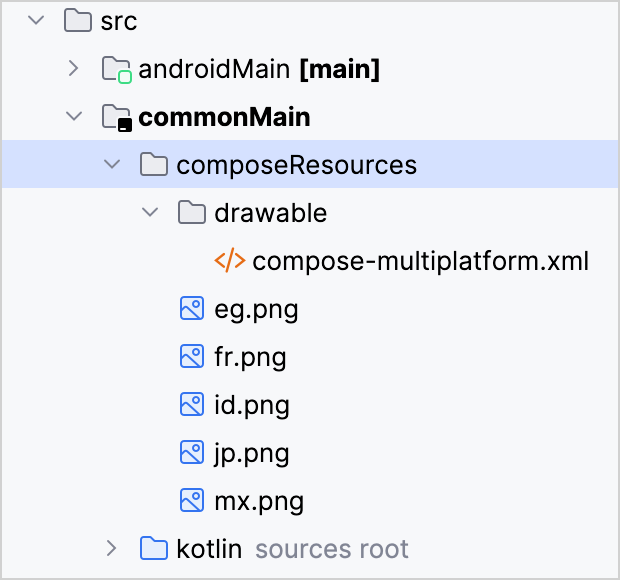 src
androidMain [main]
commonMain
composeResources
drawable
compose-multiplatform.xml
eg.png
fr.png
id.png
jp.png
mx.png
kotlin sources root